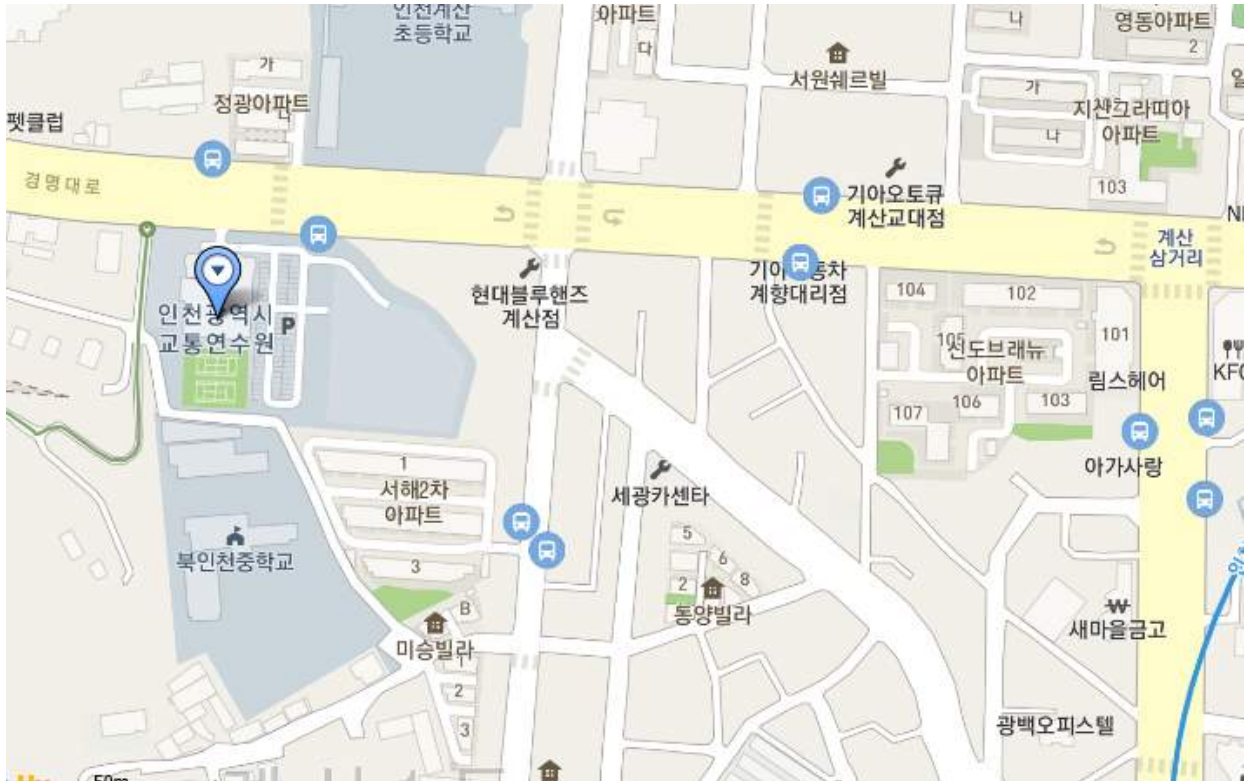 인천계산
초등학교
아파트
다
나
영동아파트
2
가
서원쉐르빌
정광아파트
가
지산그라띠아
아파트
나
펫클럽
103
경명대로
기아오토큐
계산교대점
계산
삼거리
현대블루핸즈
계산점
계향대리점
104
102
인천광역시
교통연수원
P
105
101
신도브래뉴
아파트
림스헤어
KFC
107
106
103
1
서해2차
아파트
세광카센타
아가사랑
3
북인천중학교
5
6
2
8
동양빌라
B
미승빌라
1
2
3
₩
새마을금고
광백오피스텔
50m